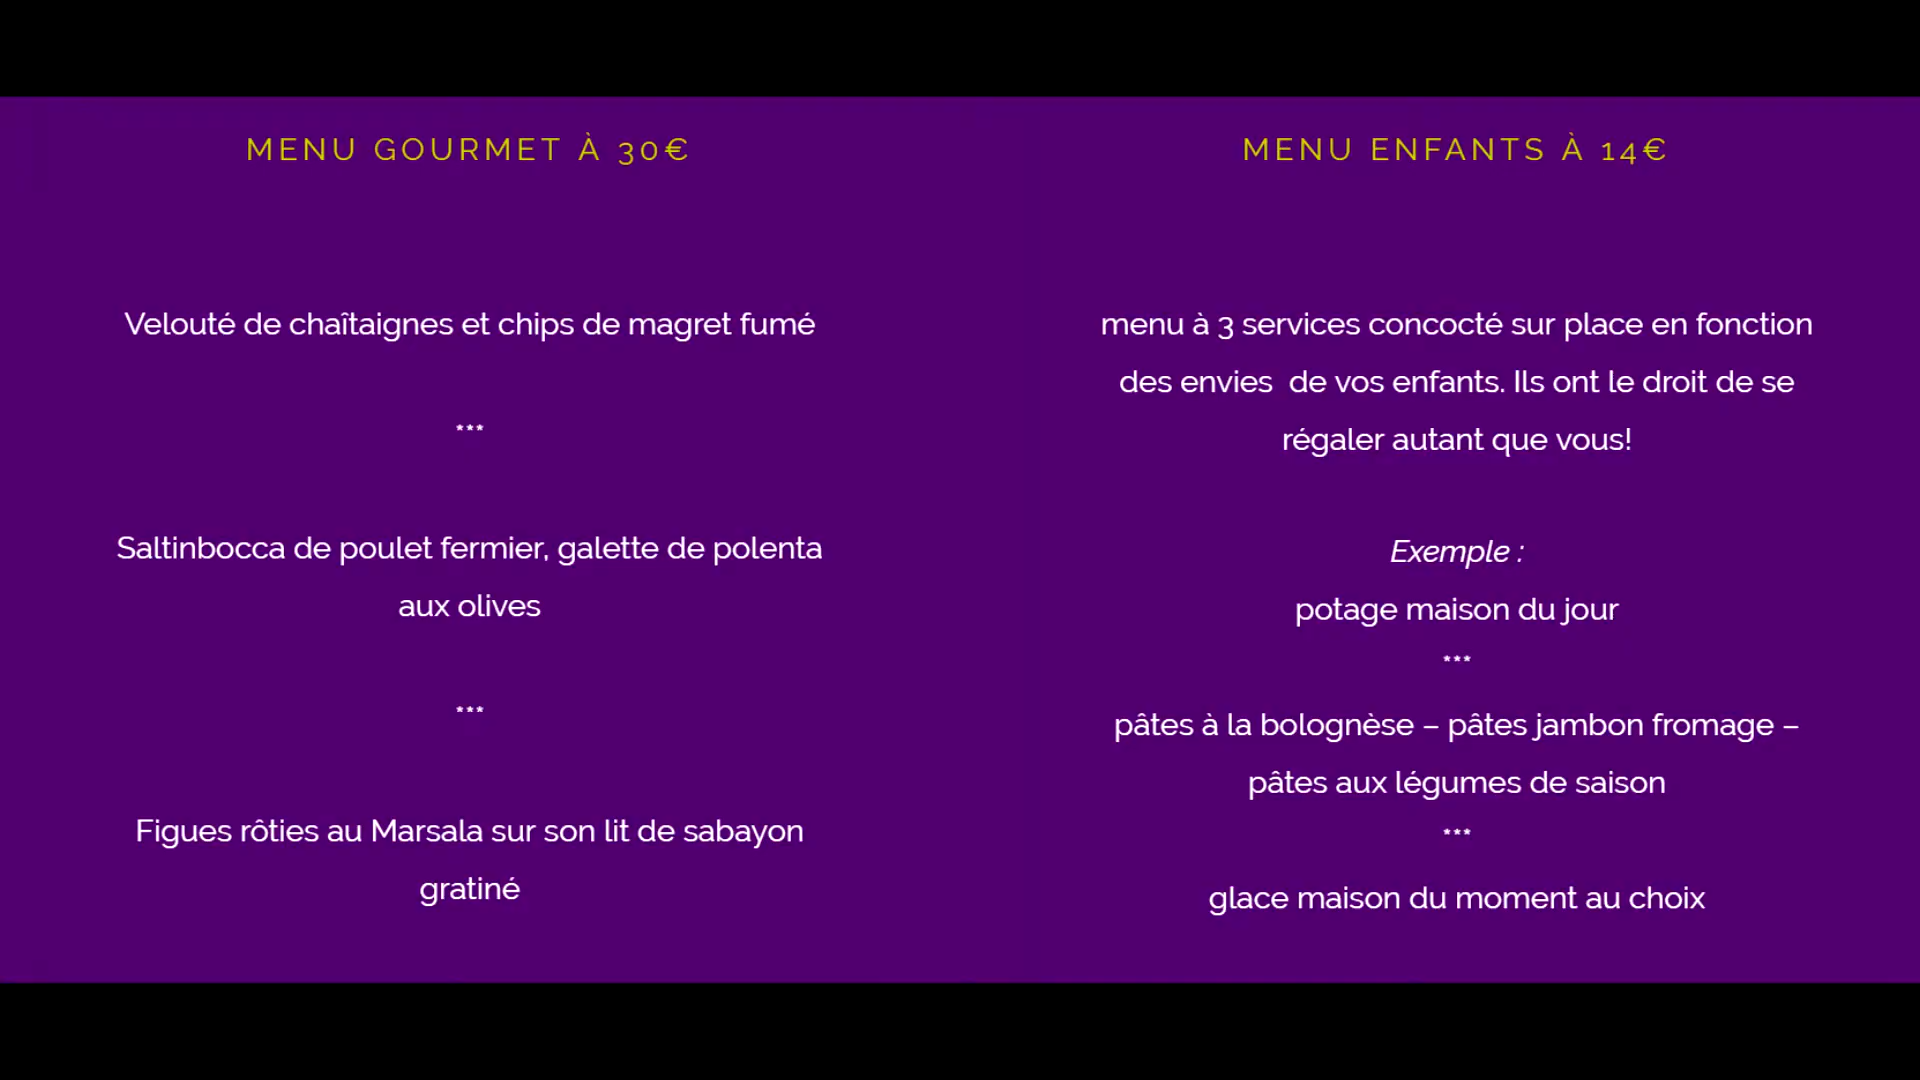 MENU GOURMET À 30€
Velouté de chaîtaignes et chips de magret fumé
***
Saltinbocca de poulet fermier, galette de polenta
aux olives
***
Figues rôties au Marsala sur son lit de sabayon
gratiné
MENU ENFANTS À 14€
menu à 3 services concocté sur place en fonction
des envies  de vos enfants. Ils ont le droit de se
régaler autant que vous!
Exemple :
potage maison du jour
***
pâtes à la bolognèse – pâtes jambon fromage –
pâtes aux légumes de saison
***
glace maison du moment au choix